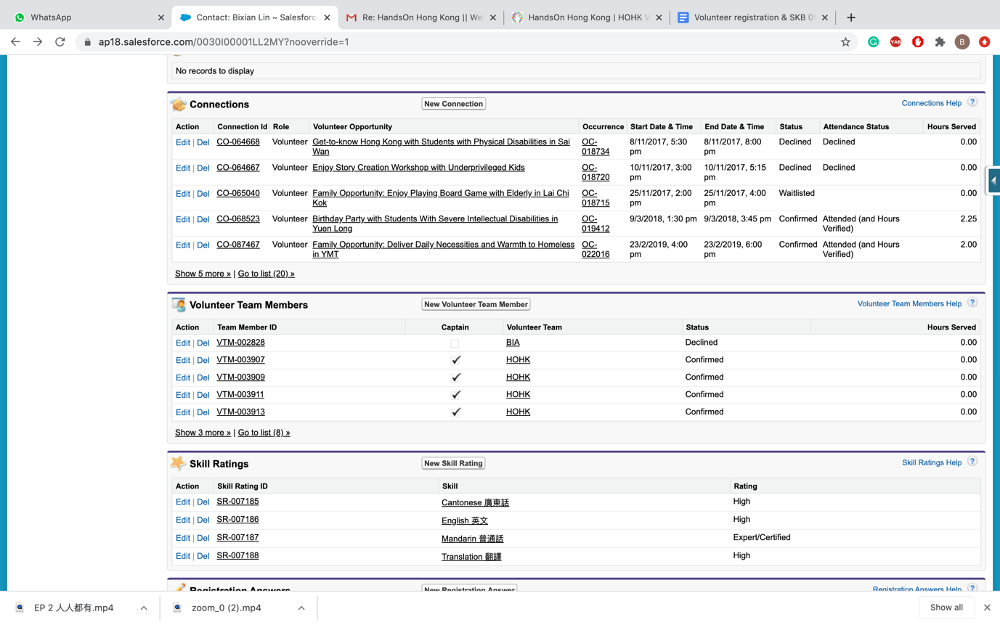 WhatsApp
Contact: Bixian Lin ~ Salesforc
Re: HandsOn Hong Kong || We
HandsOn Hong Kong | HOHK V
Volunteer registration & SKB 0
ap18.salesforce.com/0030I00001LL2MY?nooverride=1
YAB
B
No records to display
Connections
New Connection
Connections Help ?
Action Connection Id Role Volunteer Opportunity Occurrence Start Date & Time End Date & Time Status Attendance Status Hours Served
Edit | Del CO-064668 Volunteer Get-to-know Hong Kong with Students with Physical Disabilities in Sai OC- 8/11/2017, 5:30 8/11/2017, 8:00 Declined Declined 0.00
Wan 018734 pm pm
Edit | Del CO-064667 Volunteer Enjoy Story Creation Workshop with Underprivileged Kids OC- 10/11/2017, 3:00 10/11/2017, 5:15 Declined Declined 0.00
018720 pm pm
Edit | Del CO-065040 Volunteer Family Opportunity: Enjoy Playing Board Game with Elderly in Lai Chi OC- 25/11/2017, 2:00 25/11/2017, 4:00 Waitlisted 0.00
Kok 018715 pm pm
Edit | Del CO-068523 Volunteer Birthday Party with Students With Severe Intellectual Disabilities in OC- 9/3/2018, 1:30 pm 9/3/2018, 3:45 pm Confirmed Attended (and Hours 2.25
Yuen Long 019412 Verified)
Edit | Del CO-087467 Volunteer Family Opportunity: Deliver Daily Necessities and Warmth to Homeless OC- 23/2/2019, 4:00 23/2/2019, 6:00 Confirmed Attended (and Hours 2.00
in YMT 022016 pm pm Verified)
Show 5 more » | Go to list (20) »
Volunteer Team Members
New Volunteer Team Member
Volunteer Team Members Help ?
Action Team Member ID Captain Volunteer Team Status Hours Served
Edit | Del VTM-002828 BIA Declined 0.00
Edit | Del VTM-003907 HOHK Confirmed 0.00
Edit | Del VTM-003909 HOHK Confirmed 0.00
Edit | Del VTM-003911 HOHK Confirmed 0.00
Edit | Del VTM-003913 HOHK Confirmed 0.00
Show 3 more » | Go to list (8) »
Skill Ratings
New Skill Rating
Skill Ratings Help ?
Action Skill Rating ID Skill Rating
Edit | Del SR-007185 Cantonese 廣東話 High
Edit | Del SR-007186 English 英文 High
Edit | Del SR-007187 Mandarin 普通話 Expert/Certified
Edit | Del SR-007188 Translation 翻譯 High
Registration Answers
New Registration Answer
Registration Answers Help ?
EP 2 人人都有.mp4
zoom_0 (2).mp4
Show all